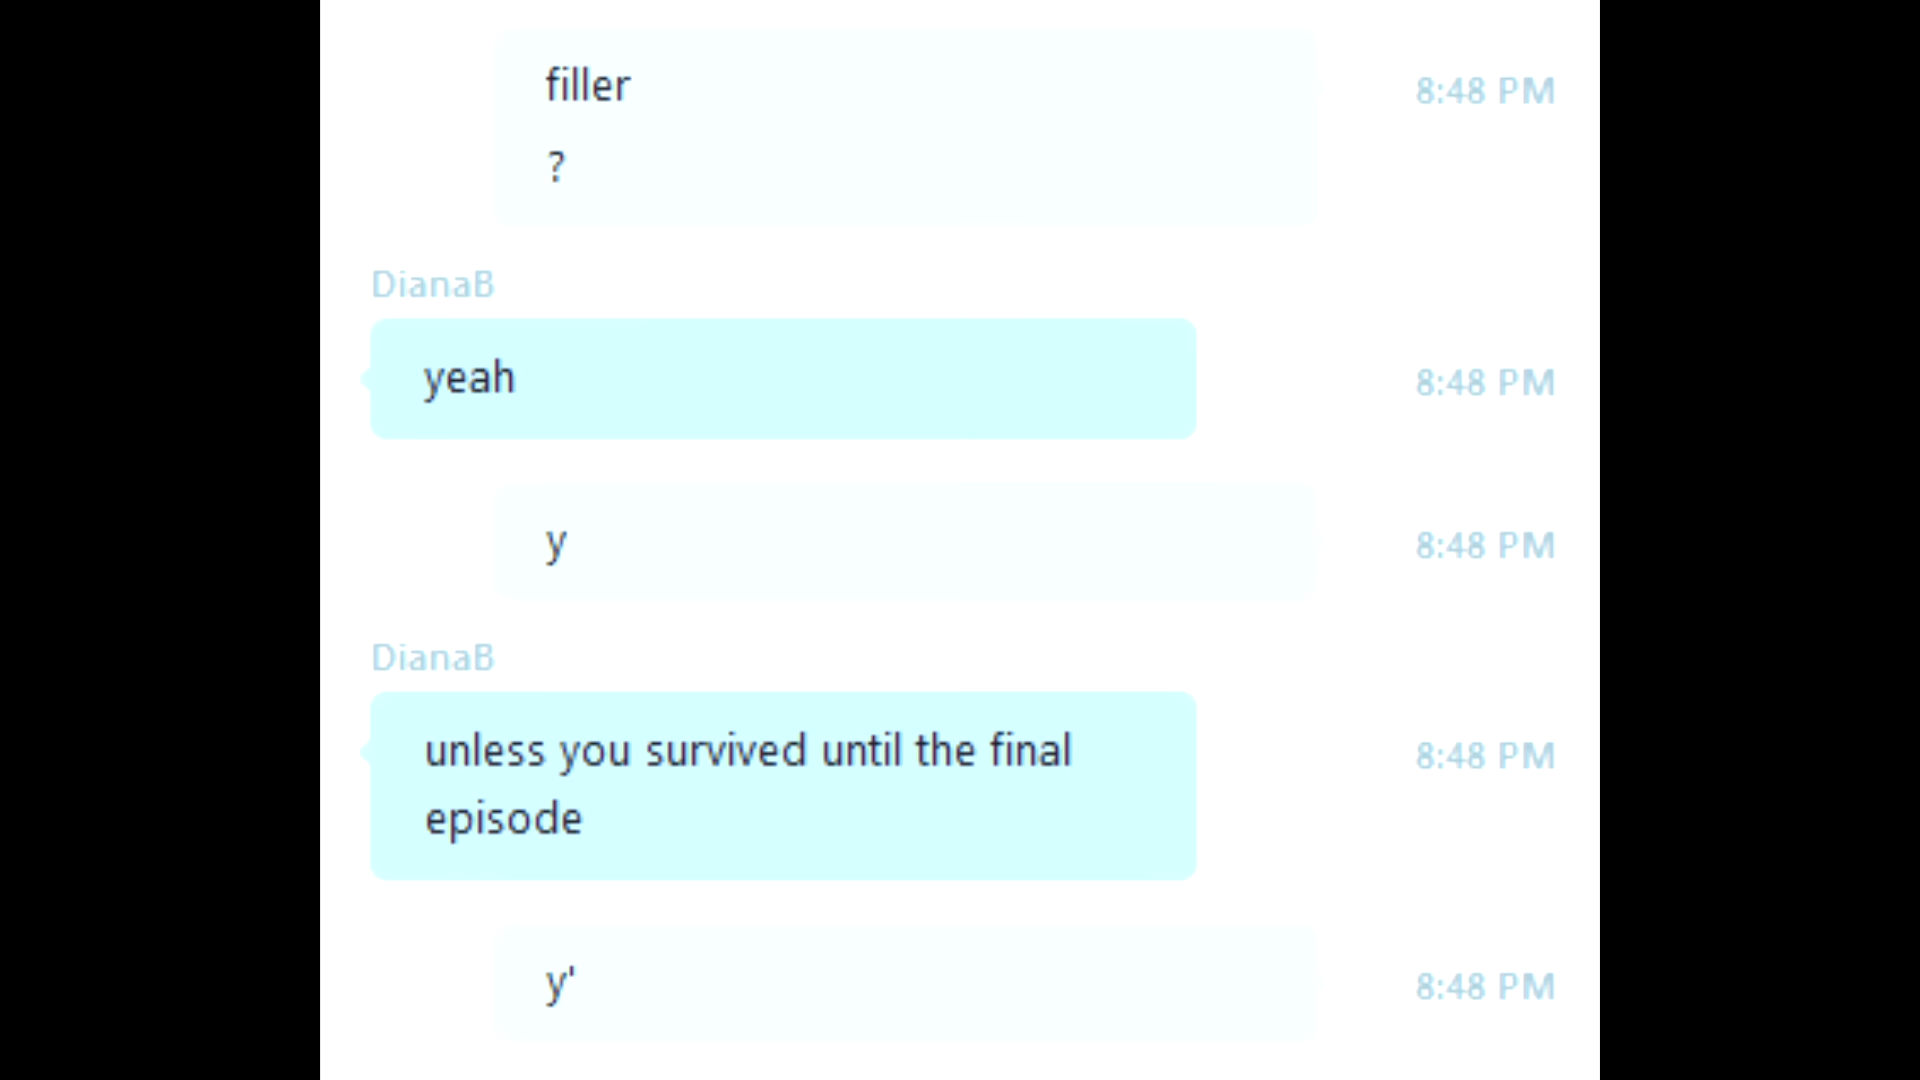 filler
8:48 PM
?
DianaB
yeah
8:48 PM
y
8:48 PM
DianaB
unless you survived until the final
8:48 PM
episode
y'
8:48 PM